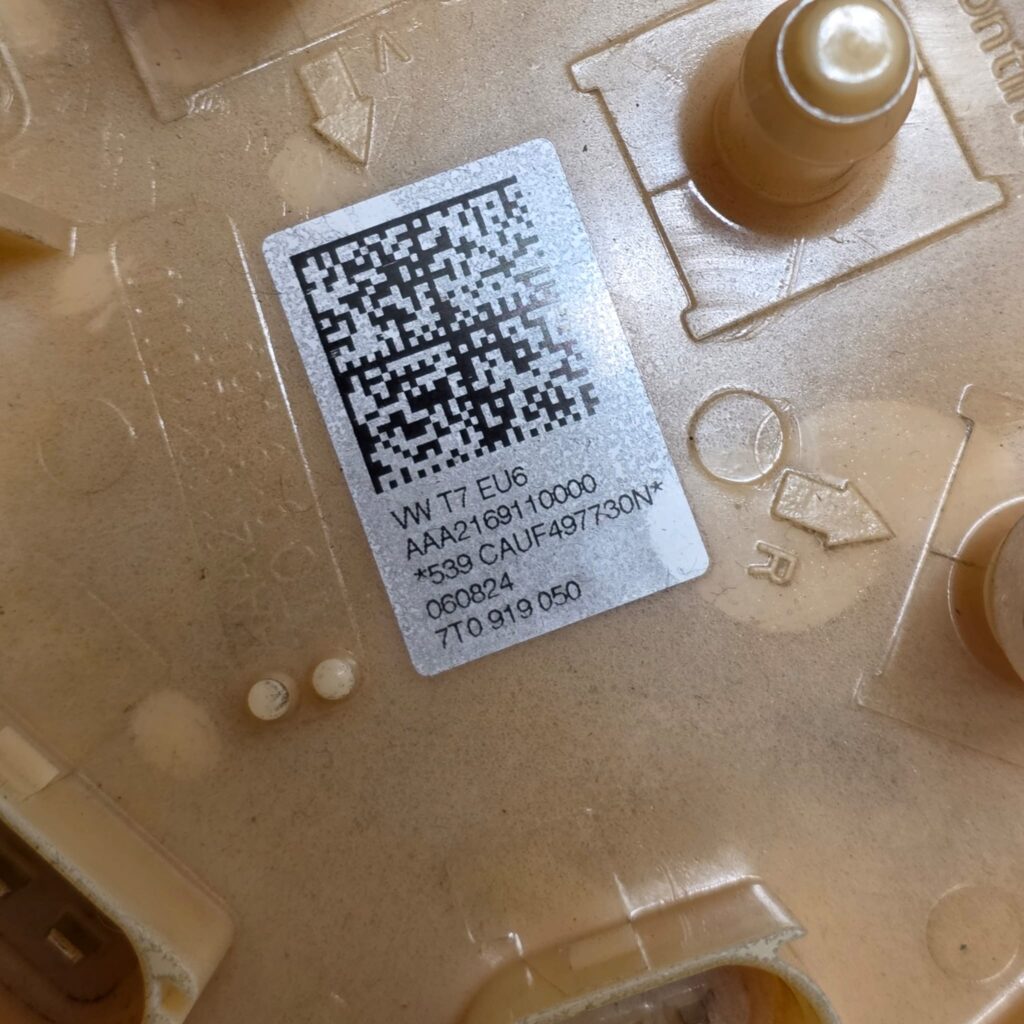 VW T7 EU6
AAA2169110000
*539 CAUF497730N*
060824
7T0 919 050
V
R